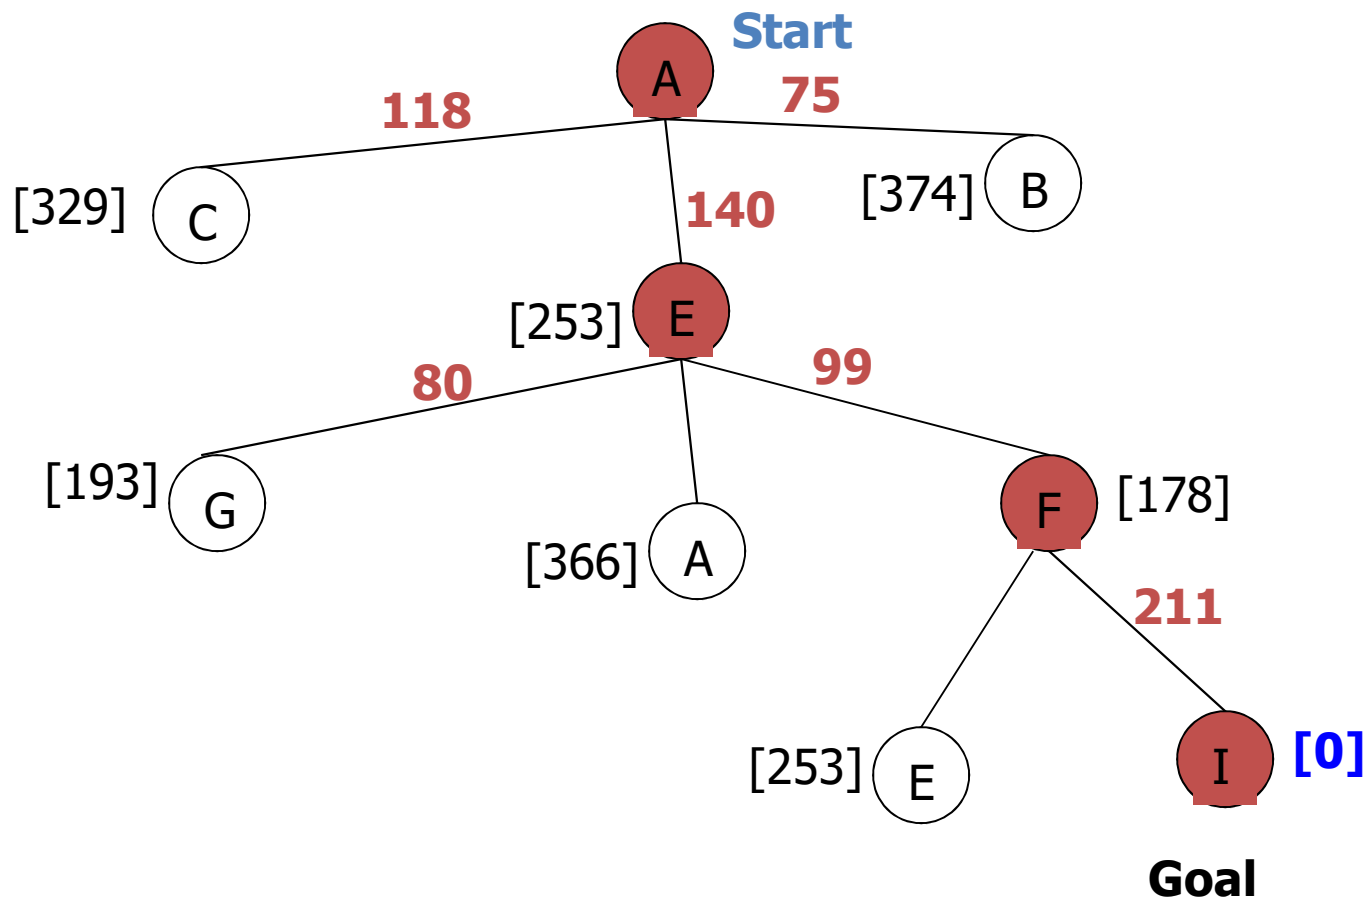 Start
A
118
75
[329]
C
140
[374]
B
[253]
E
80
99
[193]
G
[366]
A
F
[178]
211
[253]
E
I
[0]
Goal